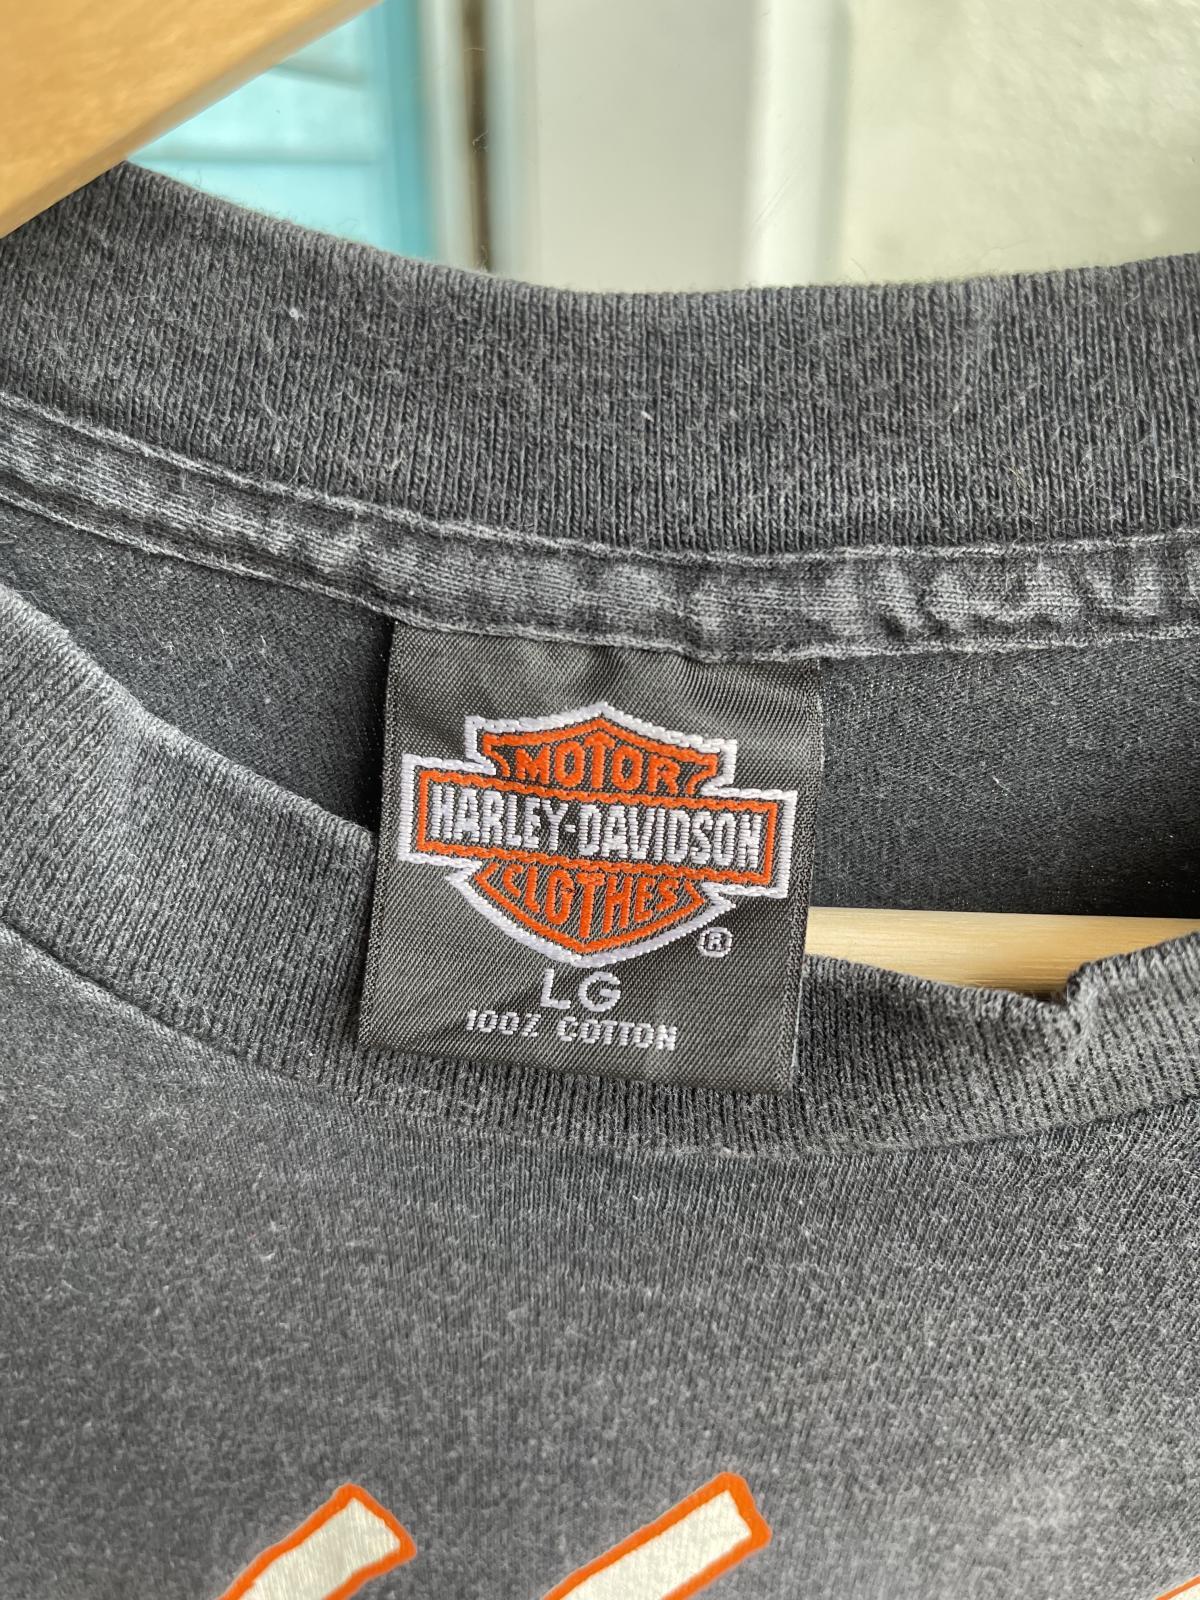 MOTOR
HARLEY-DAVIDSON
CLOTHES
®
LG
100% COTTON